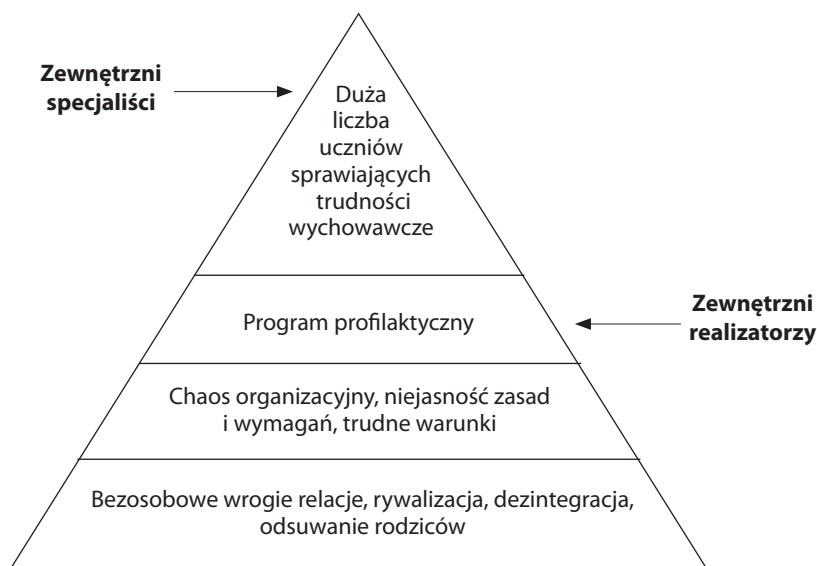 Zewnętrzni
specjaliści
Duża
liczba
uczniów
sprawiających
trudności
wychowawcze
Program profilaktyczny
Zewnętrzni
realizatorzy
Chaos organizacyjny, niejasność zasad
i wymagań, trudne warunki
Bezosobowe wrogie relacje, rywalizacja, dezintegracja,
odsuwanie rodziców